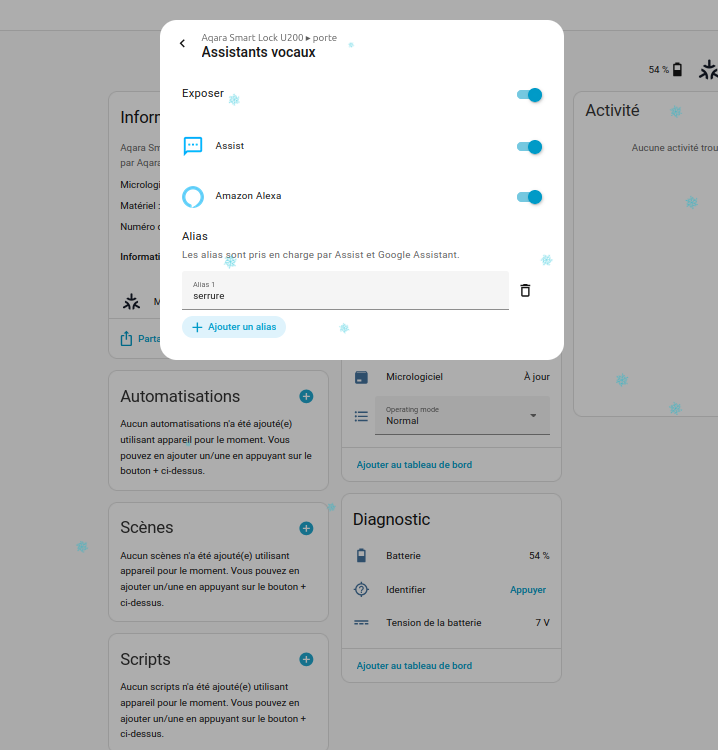 Aqara Smart Lock U200 ▸ porte
Assistants vocaux
Exposer
Assist
Amazon Alexa
Alias
Les alias sont pris en charge par Assist et Google Assistant.
Alias 1
serrure
Ajouter un alias
54 %
Activité
Aucune activité trou
Infor
Aqara Sm
par Aqara
Micrologi
Matériel :
Numéro d
Informati
M
Parta
Automatisations
Aucun automatisations n'a été ajouté(e)
utilisant appareil pour le moment. Vous
pouvez en ajouter un/une en appuyant sur le
bouton + ci-dessus.
Scènes
Aucun scènes n'a été ajouté(e) utilisant
appareil pour le moment. Vous pouvez en
ajouter un/une en appuyant sur le bouton +
ci-dessus.
Scripts
Aucun scripts n'a été ajouté(e) utilisant
appareil pour le moment. Vous pouvez en
ajouter un/une en appuyant sur le bouton +
ci-dessus.
Micrologiciel À jour
Operating mode
Normal
Ajouter au tableau de bord
Diagnostic
Batterie 54 %
Identifier Appuyer
Tension de la batterie 7 V
Ajouter au tableau de bord